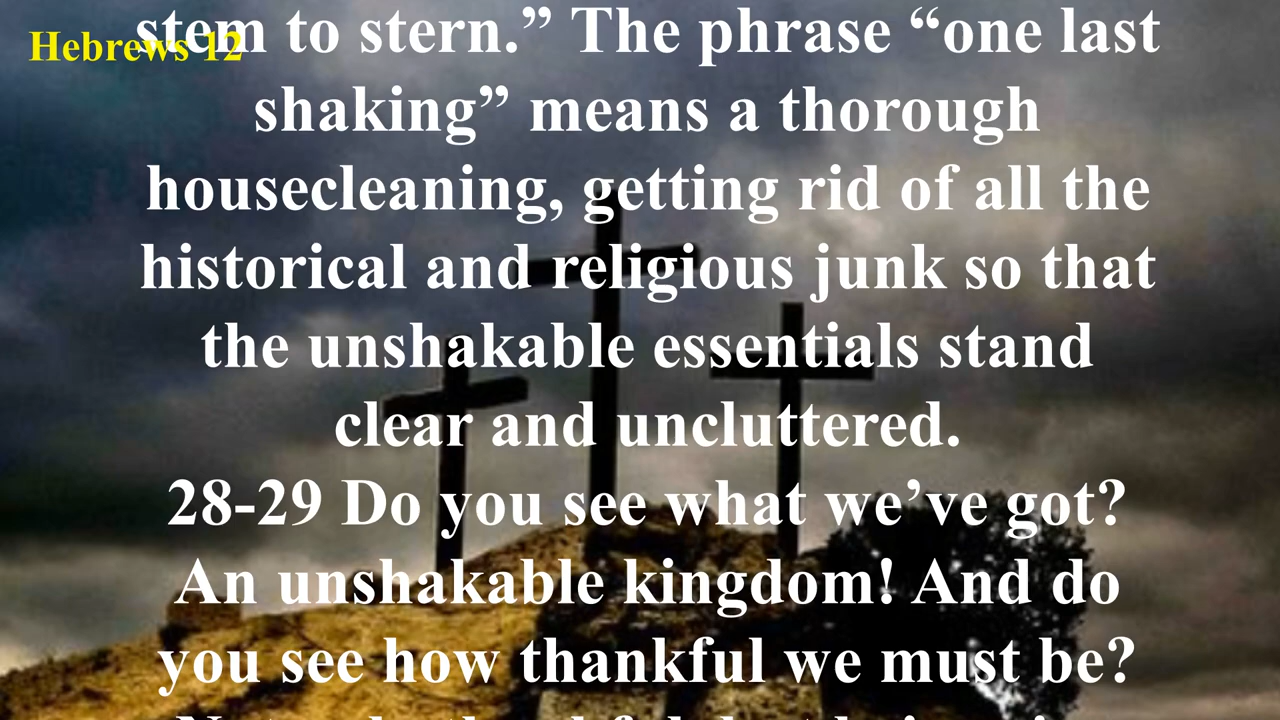 Hebrews 12
stem to stern.” The phrase “one last
shaking” means a thorough
housecleaning, getting rid of all the
historical and religious junk so that
the unshakable essentials stand
clear and uncluttered.
28-29 Do you see what we’ve got?
An unshakable kingdom! And do
you see how thankful we must be?